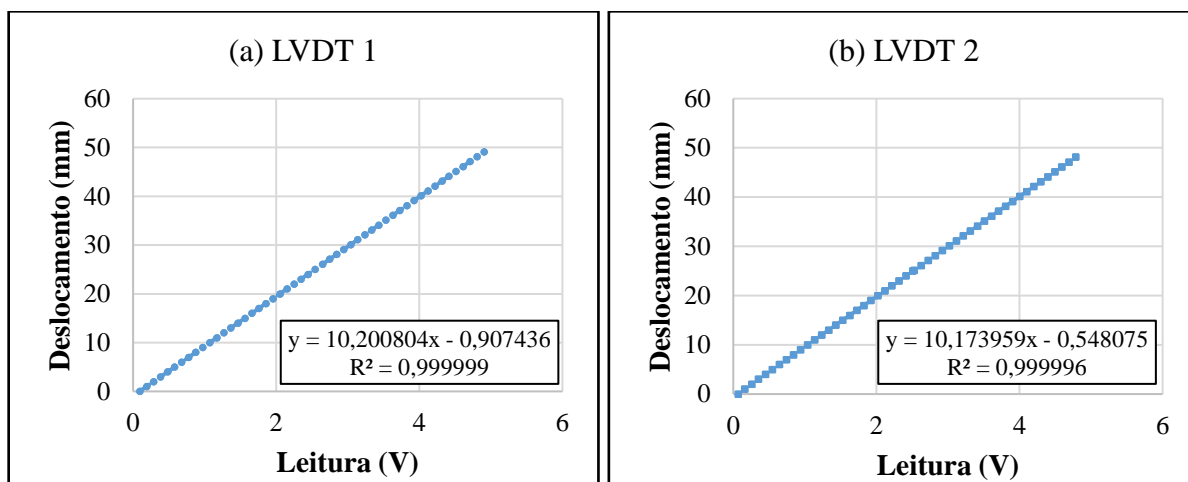 (a) LVDT 1
60
50
40
30
20
10
0
0 2 4 6
Deslocamento (mm)
Leitura (V)
y = 10,200804x - 0,907436
R² = 0,999999
(b) LVDT 2
60
50
40
30
20
10
0
0 2 4 6
Deslocamento (mm)
Leitura (V)
y = 10,173959x - 0,548075
R² = 0,999996